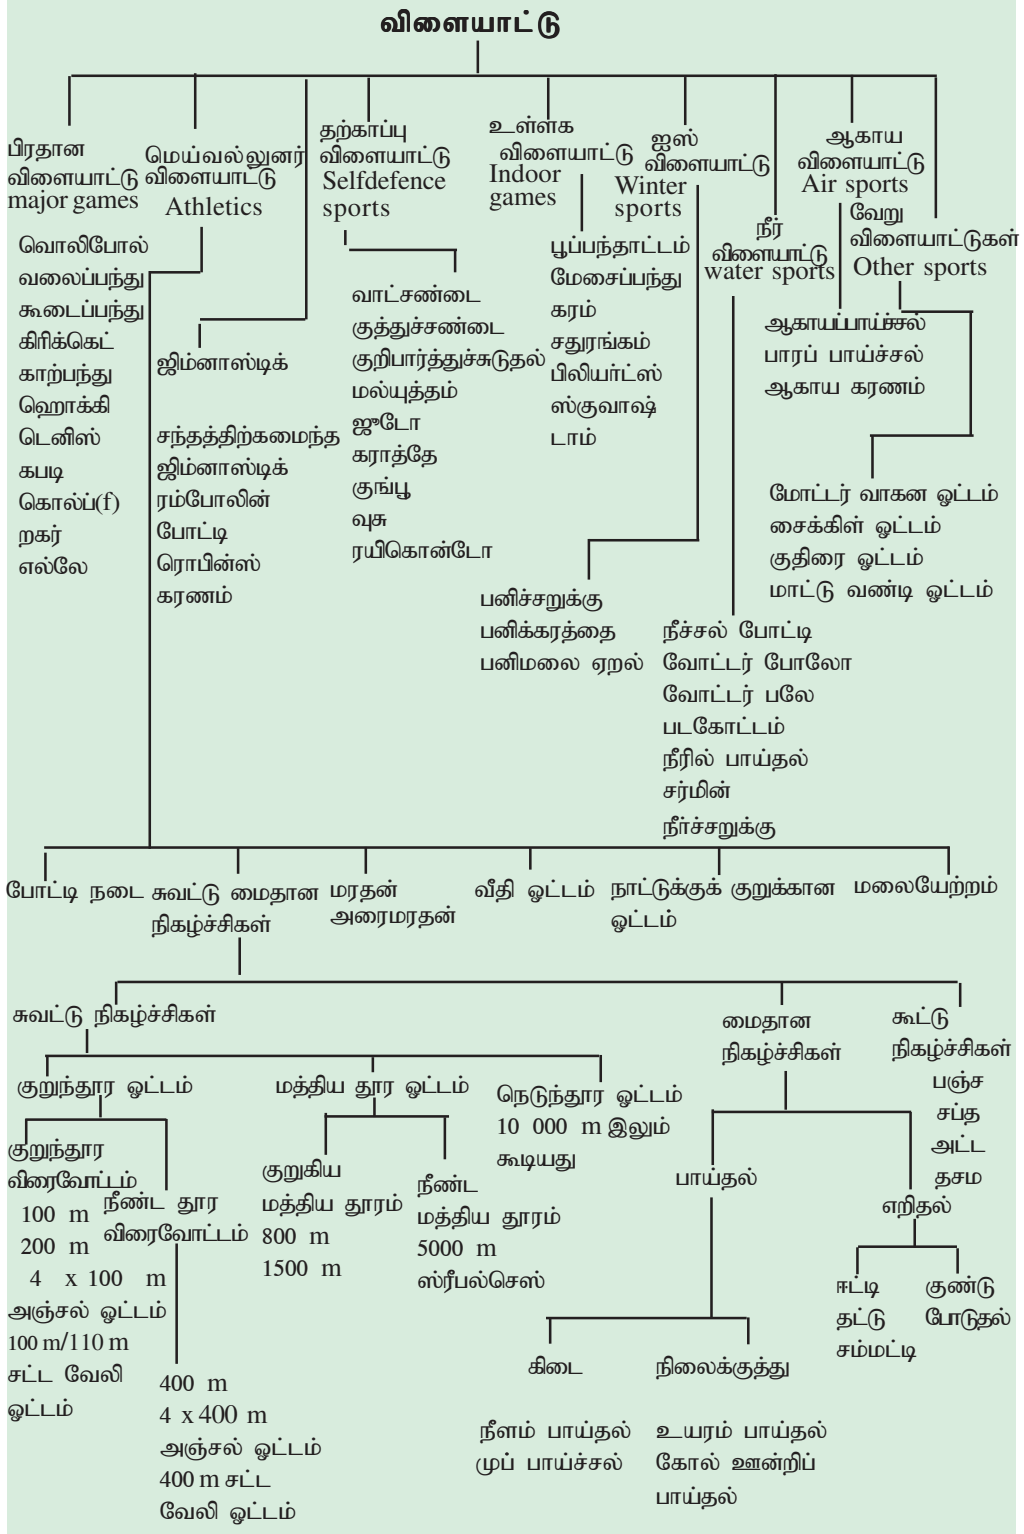 விளையாட்டு
பிரதான
விளையாட்டு
major games
வொலிபோல்
வலைப்பந்து
கூடைப்பந்து
கிரிக்கெட்
காற்பந்து
ஹொக்கி
டெனிஸ்
கபடி
கொல்ப்(f)
றகர்
எல்லே
மெய்வல்லுனர்
விளையாட்டு
Athletics
ஜிம்னாஸ்டிக்
சந்தத்திற்கமைந்த
ஜிம்னாஸ்டிக்
ரம்போலின்
போட்டி
ரொபின்ஸ்
கரணம்
தற்காப்பு
விளையாட்டு
Selfdefence
sports
வாட்சண்டை
குத்துச்சண்டை
குறிபார்த்துச்சுடுதல்
மல்யுத்தம்
ஜுடோ
கராத்தே
குங்பூ
வுசு
ரயிகொன்டோ
உள்ளக
விளையாட்டு
Indoor
games
பூப்பந்தாட்டம்
மேசைப்பந்து
கரம்
சதுரங்கம்
பிலியர்ட்ஸ்
ஸ்குவாஷ்
டாம்
ஐஸ்
விளையாட்டு
Winter
sports
பனிச்சறுக்கு
பனிக்கரத்தை
பனிமலை ஏறல்
நீர்
விளையாட்டு
water sports
நீச்சல் போட்டி
வோட்டர் போலோ
வோட்டர் பலே
படகோட்டம்
நீரில் பாய்தல்
சர்மின்
நீர்ச்சறுக்கு
ஆகாய
விளையாட்டு
Air sports
ஆகாயப்பாய்ச்சல்
பாரப் பாய்ச்சல்
ஆகாய கரணம்
வேறு
விளையாட்டுகள்
Other sports
மோட்டர் வாகன ஓட்டம்
சைக்கிள் ஓட்டம்
குதிரை ஓட்டம்
மாட்டு வண்டி ஓட்டம்
போட்டி நடை
சுவட்டு மைதான
நிகழ்ச்சிகள்
மரதன்
அரைமரதன்
வீதி ஓட்டம்
நாட்டுக்குக் குறுக்கான
ஓட்டம்
மலையேற்றம்
சுவட்டு நிகழ்ச்சிகள்
மைதான
நிகழ்ச்சிகள்
கூட்டு
நிகழ்ச்சிகள்
பஞ்ச
சப்த
அட்ட
தசம
குறுந்தூர ஓட்டம்
மத்திய தூர ஓட்டம்
நெடுந்தூர ஓட்டம்
10 000 m இலும்
கூடியது
குறுந்தூர
விரைவோட்டம்
100 m
200 m
4 x 100 m
அஞ்சல் ஓட்டம்
100 m/110 m
சட்ட வேலி
ஓட்டம்
நீண்ட தூர
விரைவோட்டம்
400 m
4 x 400 m
அஞ்சல் ஓட்டம்
400 m சட்ட
வேலி ஓட்டம்
குறுகிய
மத்திய தூரம்
800 m
1500 m
நீண்ட
மத்திய தூரம்
5000 m
ஸ்ரீபல்செஸ்
பாய்தல்
எறிதல்
கிடை
நீளம் பாய்தல்
முப் பாய்ச்சல்
நிலைக்குத்து
உயரம் பாய்தல்
கோல் ஊன்றிப்
பாய்தல்
ஈட்டி
தட்டு
சம்மட்டி
குண்டு
போடுதல்